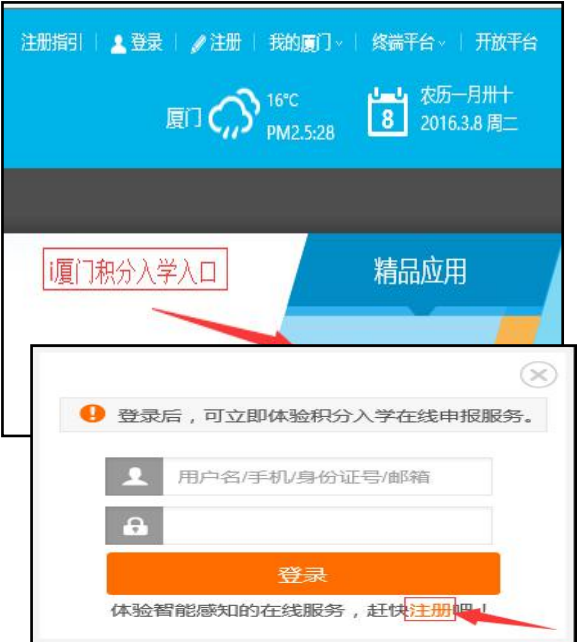 注册指引 | 登录 | 注册 | 我的厦门 | 终端平台 | 开放平台
厦门
16°C
PM2.5:28
8
农历一月卅十
2016.3.8 周二
i厦门积分入学入口
精品应用
登录后，可立即体验积分入学在线申报服务。
用户名/手机/身份证号/邮箱
登录
体验智能感知的在线服务，赶快注册吧！